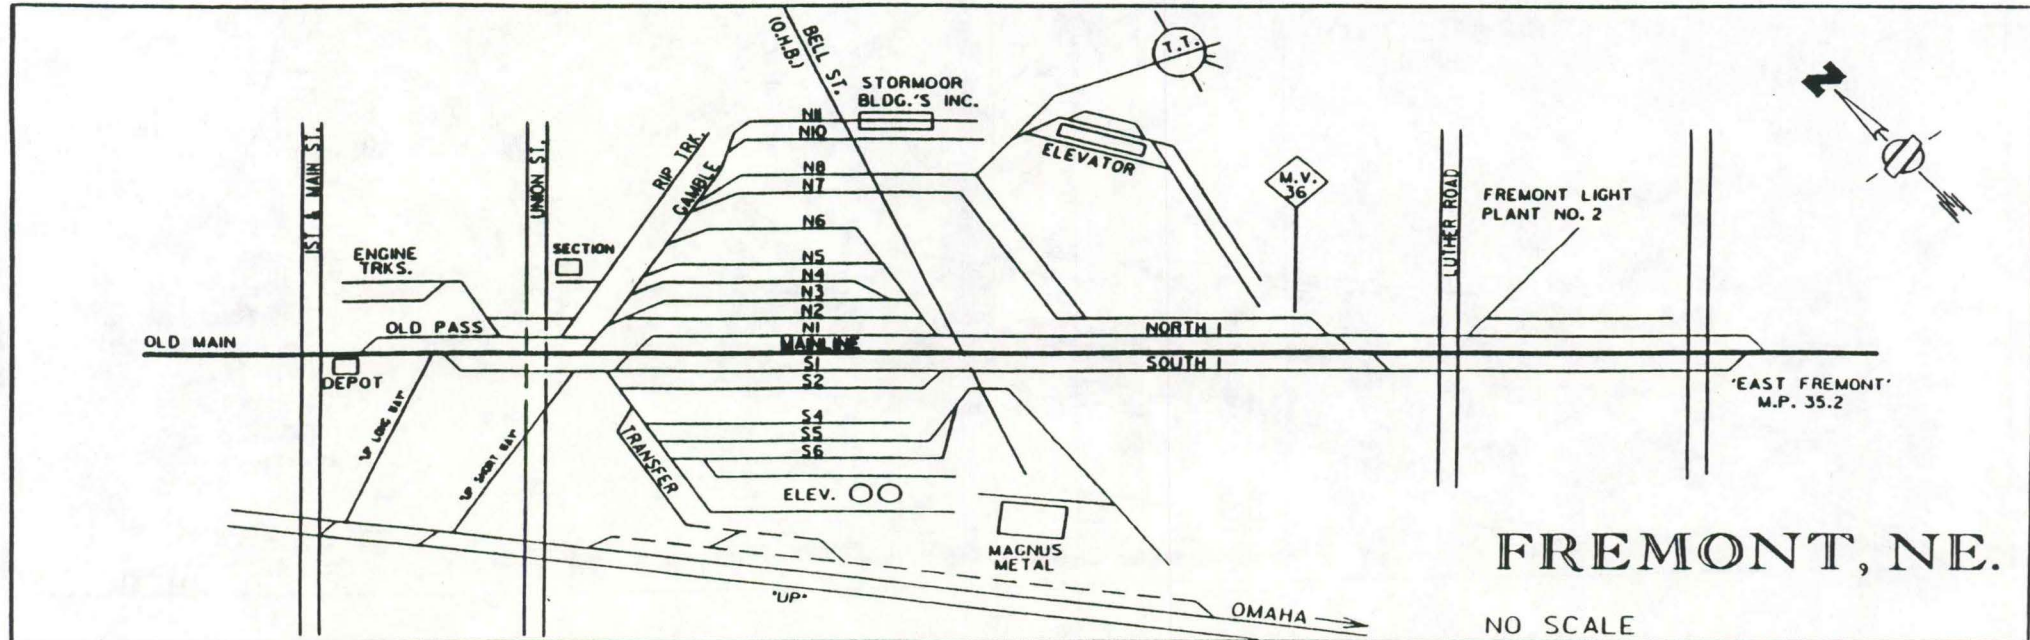 BELL ST.
(O.H.B.)
T.T.
STORMOOR
BLDG.'S INC.
N11
N10
ELEVATOR
RIP TRK.
GAMBLE
N8
N7
N6
N5
N4
N3
N2
N1
MAINLINE
S1
S2
S4
S5
S6
1ST & MAIN ST.
UNION ST.
SECTION
ENGINE
TRKS.
OLD PASS
OLD MAIN
DEPOT
"UP LONG BAY"
"UP SHORT BAY"
TRANSFER
ELEV.
MAGNUS
METAL
"UP"
OMAHA
M.V.
36
LUTHER ROAD
FREMONT LIGHT
PLANT NO. 2
NORTH 1
SOUTH 1
'EAST FREMONT'
M.P. 35.2
FREMONT, NE.
NO SCALE